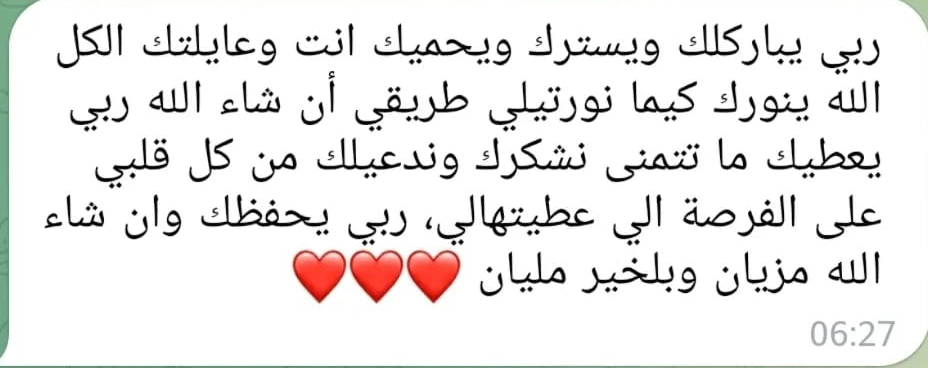 ربي يباركلك ويسترك ويحميك انت وعايلتك الكل
الله ينورك كيما نورتيلي طريقي أن شاء الله ربي
يعطيك ما تتمنى نشكرك وندعيلك من كل قلبي
على الفرصة الي عطيتهالي، ربي يحفظك وان شاء
الله مزيان وبلخير مليان ❤️❤️❤️
06:27